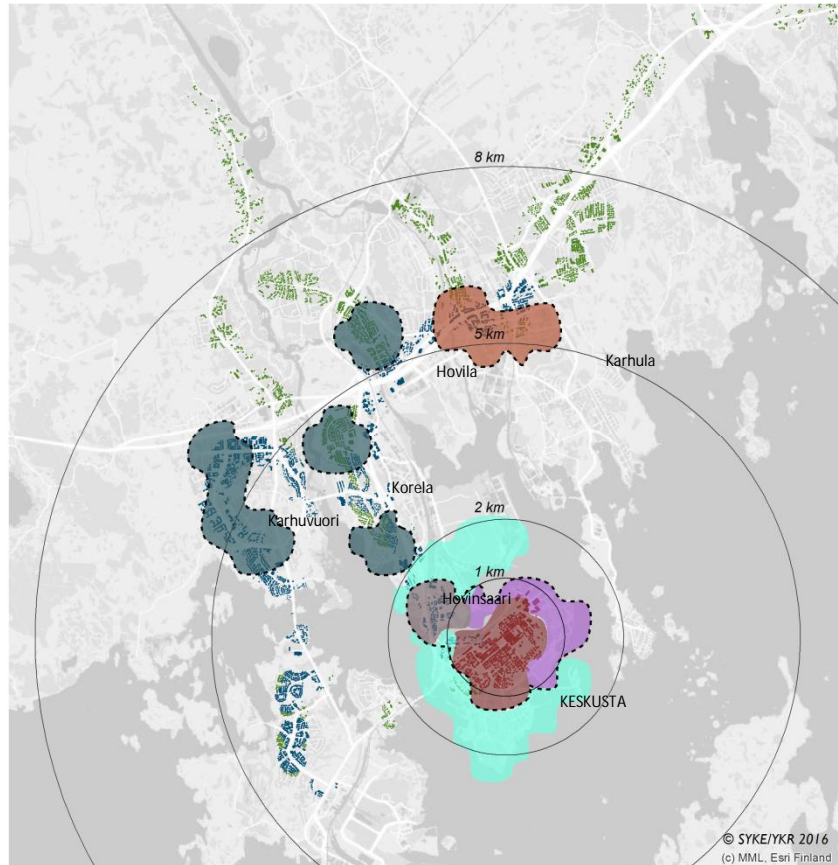 8 km
5 km
Hovila
Karhula
Korela
2 km
Karhuvuori
1 km
Hovinsaari
KESKUSTA
© SYKE/YKR 2016
(c) MML, Esri Finland